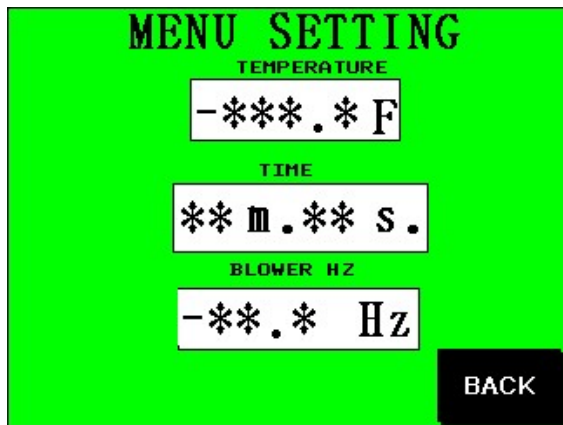 MENU SETTING
TEMPERATURE
-***.* F
TIME
** m.** s.
BLOWER HZ
-**.* Hz
BACK